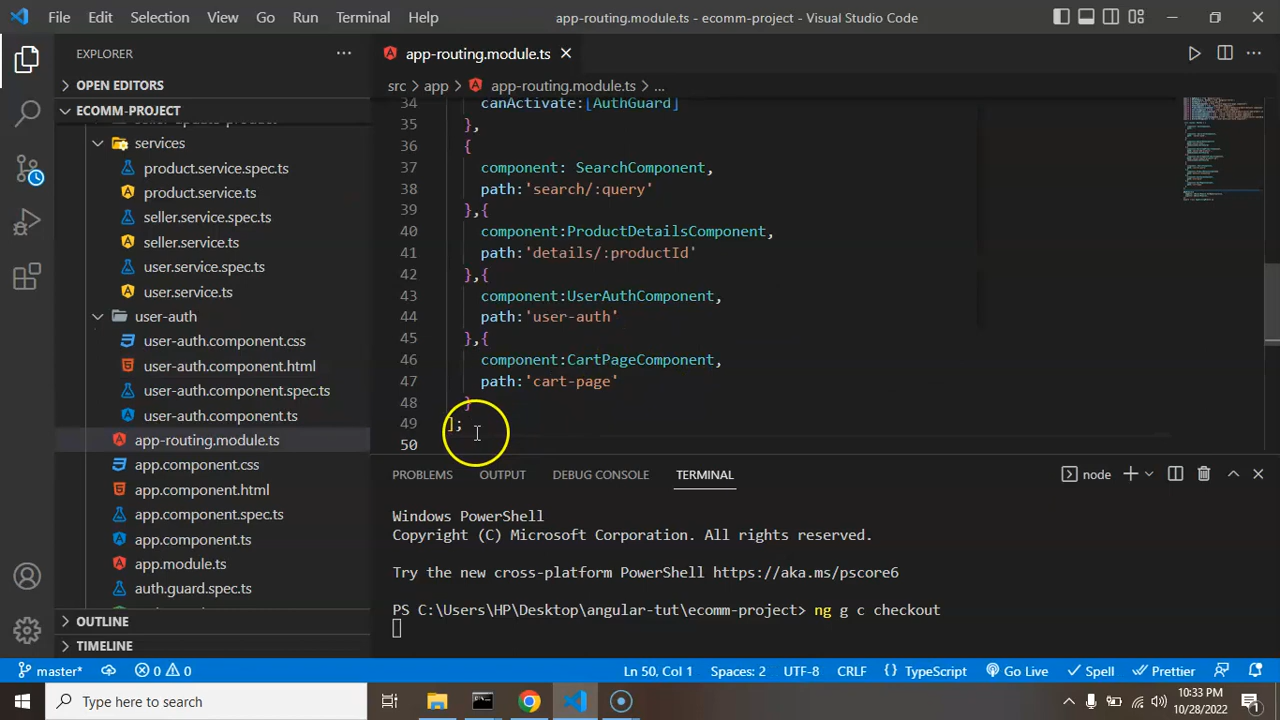 File Edit Selection View Go Run Terminal Help
app-routing.module.ts - ecomm-project - Visual Studio Code
EXPLORER
OPEN EDITORS
ECOMM-PROJECT
seller-update-product
services
product.service.spec.ts
product.service.ts
seller.service.spec.ts
seller.service.ts
user.service.spec.ts
user.service.ts
user-auth
user-auth.component.css
user-auth.component.html
user-auth.component.spec.ts
user-auth.component.ts
app-routing.module.ts
app.component.css
app.component.html
app.component.spec.ts
app.component.ts
app.module.ts
auth.guard.spec.ts
OUTLINE
TIMELINE
app-routing.module.ts
src > app > app-routing.module.ts > ...
34 canActivate:[AuthGuard]
35 },
36 {
37 component: SearchComponent,
38 path:'search/:query'
39 },{
40 component:ProductDetailsComponent,
41 path:'details/:productId'
42 },{
43 component:UserAuthComponent,
44 path:'user-auth'
45 },{
46 component:CartPageComponent,
47 path:'cart-page'
48 }
49 ];
50
PROBLEMS OUTPUT DEBUG CONSOLE TERMINAL node
Windows PowerShell
Copyright (C) Microsoft Corporation. All rights reserved.
Try the new cross-platform PowerShell https://aka.ms/pscore6
PS C:\Users\HP\Desktop\angular-tut\ecomm-project> ng g c checkout
master* 0 0 Ln 50, Col 1 Spaces: 2 UTF-8 CRLF { } TypeScript Go Live Spell Prettier
Type here to search
10:33 PM
10/28/2022
1